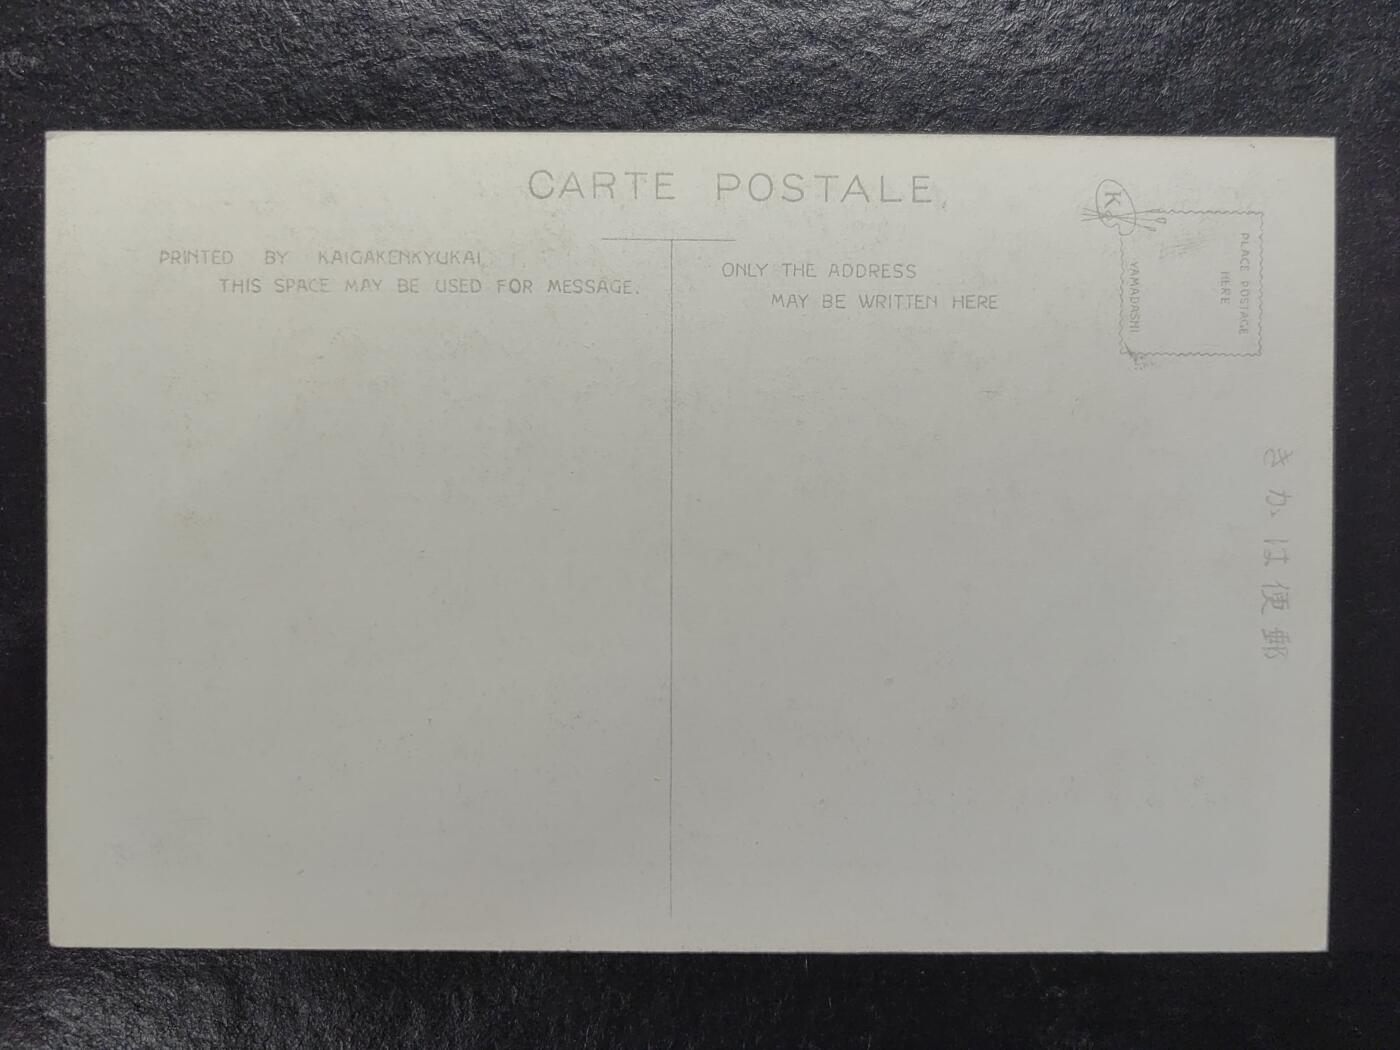 CARTE POSTALE.
PRINTED BY KAIGAKENKYUKAI
THIS SPACE MAY BE USED FOR MESSAGE.
ONLY THE ADDRESS
MAY BE WRITTEN HERE
K
PLACE POSTAGE
HERE
YAMADASHI
きかは便郵